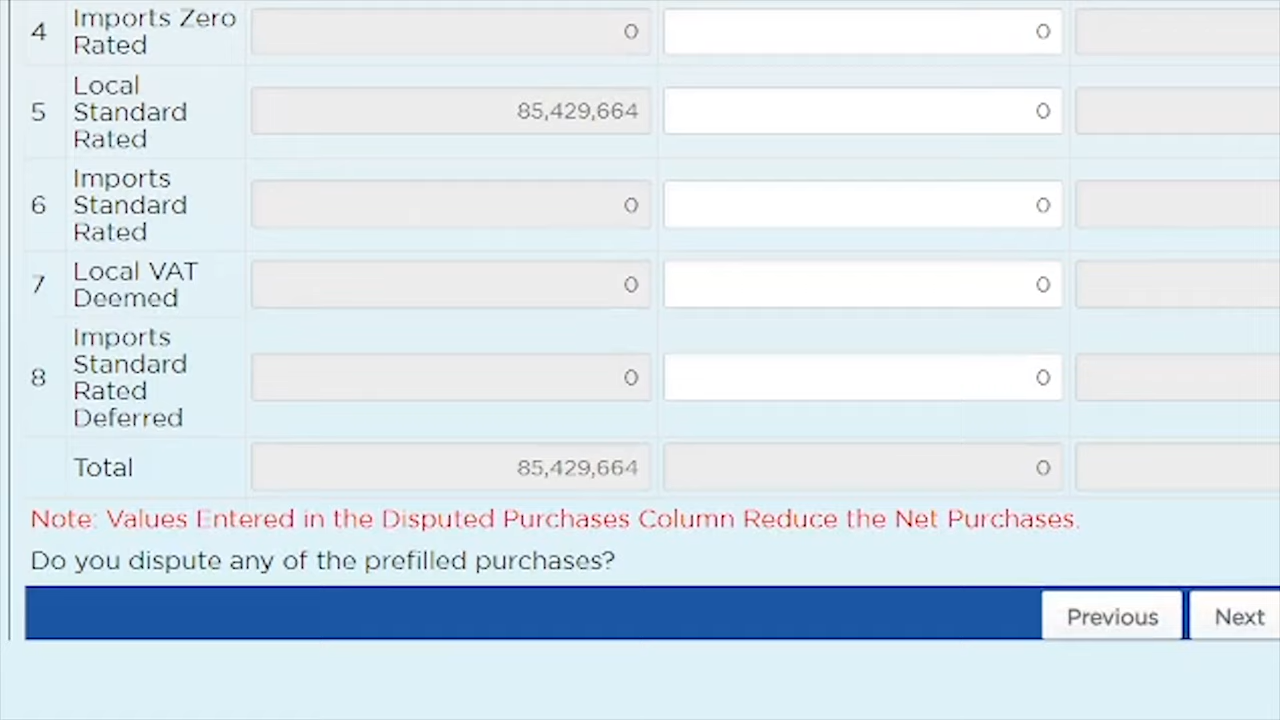 4 Imports Zero Rated 0 0
5 Local Standard Rated 85,429,664 0
6 Imports Standard Rated 0 0
7 Local VAT Deemed 0 0
8 Imports Standard Rated Deferred 0 0
Total 85,429,664 0
Note: Values Entered in the Disputed Purchases Column Reduce the Net Purchases.
Do you dispute any of the prefilled purchases?
Previous Next